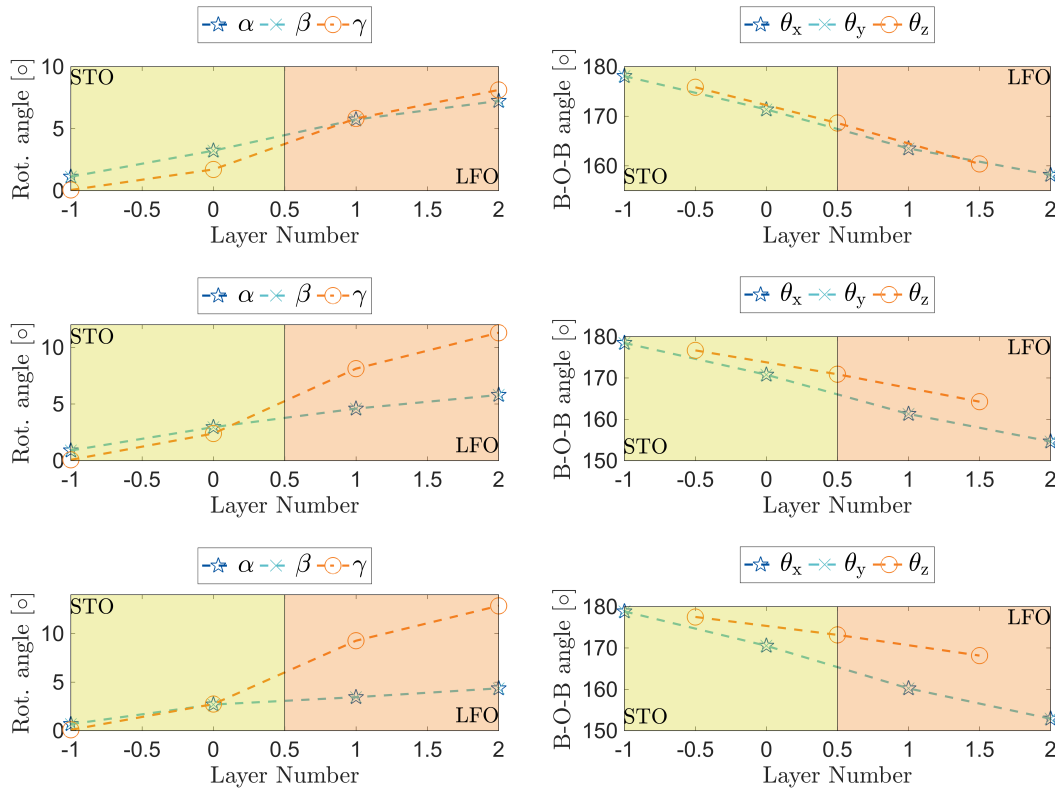 α β γ
θx θy θz
STO
LFO
Rot. angle [○]
10
5
0
-1 -0.5 0 0.5 1 1.5 2
Layer Number
LFO
STO
B-O-B angle [○]
180
170
160
-1 -0.5 0 0.5 1 1.5 2
Layer Number
α β γ
θx θy θz
STO
LFO
Rot. angle [○]
10
5
0
-1 -0.5 0 0.5 1 1.5 2
Layer Number
LFO
STO
B-O-B angle [○]
180
170
160
150
-1 -0.5 0 0.5 1 1.5 2
Layer Number
α β γ
θx θy θz
STO
LFO
Rot. angle [○]
10
5
0
-1 -0.5 0 0.5 1 1.5 2
Layer Number
LFO
STO
B-O-B angle [○]
180
170
160
150
-1 -0.5 0 0.5 1 1.5 2
Layer Number